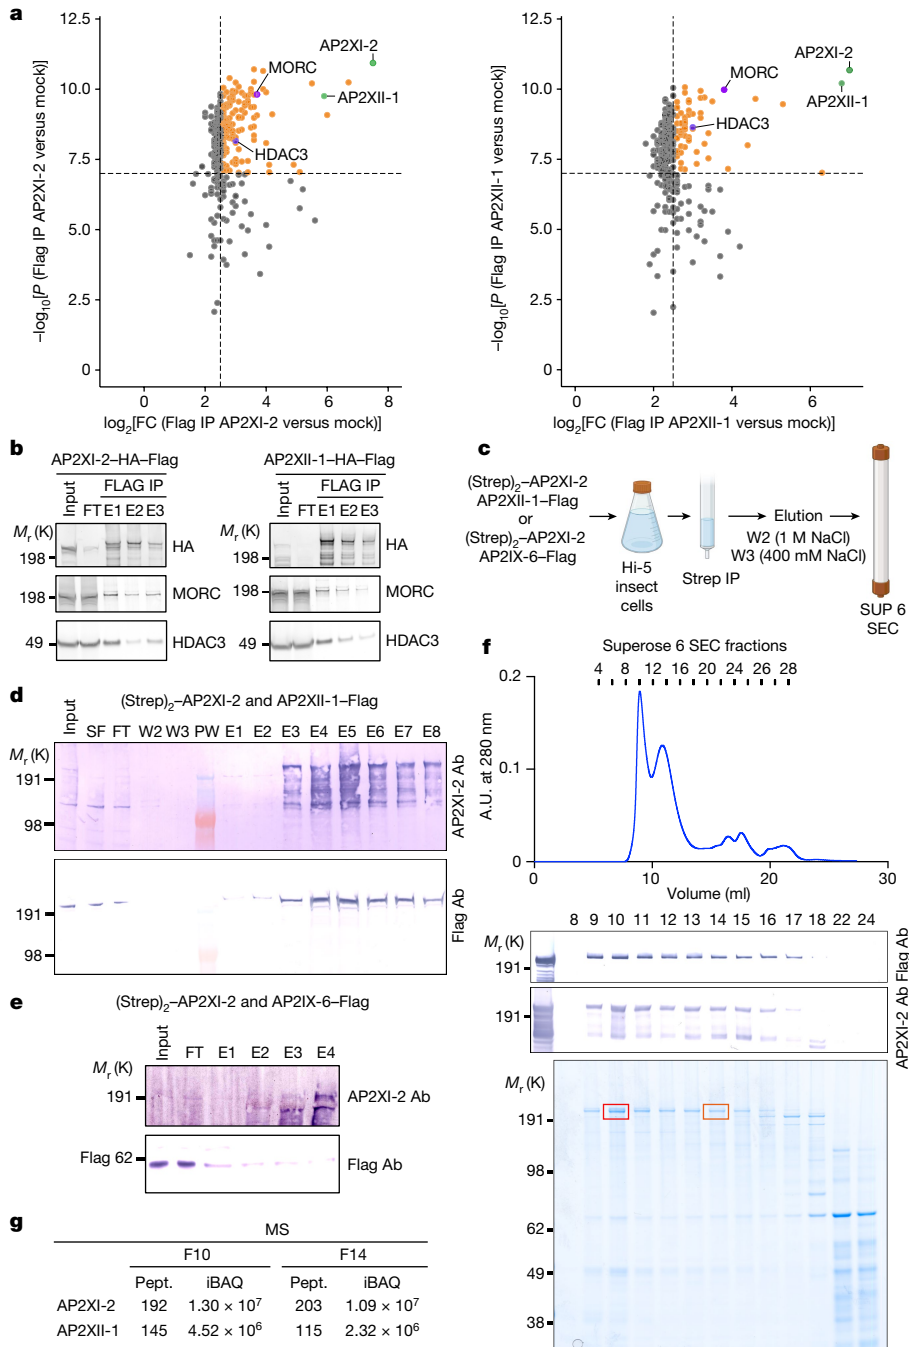 a
12.5
10.0
7.5
5.0
2.5
0
–log10[P (Flag IP AP2XI-2 versus mock)]
AP2XI-2
MORC
AP2XII-1
HDAC3
0 2 4 6 8
log2[FC (Flag IP AP2XI-2 versus mock)]
12.5
10.0
7.5
5.0
2.5
0
–log10[P (Flag IP AP2XII-1 versus mock)]
AP2XI-2
MORC
AP2XII-1
HDAC3
0 2 4 6
log2[FC (Flag IP AP2XII-1 versus mock)]
b
AP2XI-2–HA–Flag
Input
FLAG IP
FT E1 E2 E3
Mr (K)
198
HA
198
MORC
49
HDAC3
AP2XII-1–HA–Flag
Input
FLAG IP
FT E1 E2 E3
Mr (K)
198
HA
198
MORC
49
HDAC3
c
(Strep)2–AP2XI-2
AP2XII-1–Flag
or
(Strep)2–AP2XI-2
AP2IX-6–Flag
Hi-5
insect
cells
Strep IP
Elution
W2 (1 M NaCl)
W3 (400 mM NaCl)
SUP 6
SEC
d
(Strep)2–AP2XI-2 and AP2XII-1–Flag
Input SF FT W2 W3 PW E1 E2 E3 E4 E5 E6 E7 E8
Mr (K)
191
98
AP2XI-2 Ab
191
98
Flag Ab
e
(Strep)2–AP2XI-2 and AP2IX-6–Flag
Input FT E1 E2 E3 E4
Mr (K)
191
AP2XI-2 Ab
Flag 62
Flag Ab
f
Superose 6 SEC fractions
4 8 12 16 20 24 28
0.2
0.1
0
A.U. at 280 nm
0 10 20 30
Volume (ml)
8 9 10 11 12 13 14 15 16 17 18 22 24
Mr (K)
191
Flag Ab
191
AP2XI-2 Ab
Mr (K)
191
98
62
49
38
g
MS
F10 F14
Pept. iBAQ Pept. iBAQ
AP2XI-2 192 1.30 × 10⁷ 203 1.09 × 10⁷
AP2XII-1 145 4.52 × 10⁶ 115 2.32 × 10⁶